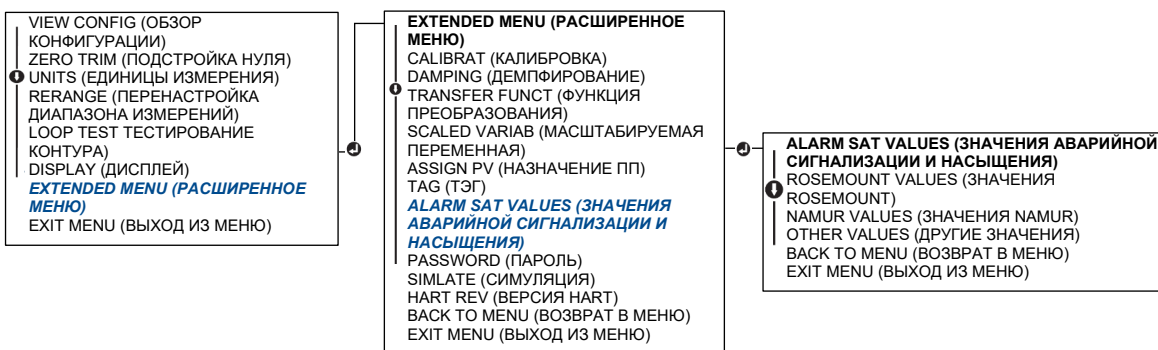 VIEW CONFIG (ОБЗОР
КОНФИГУРАЦИИ)
ZERO TRIM (ПОДСТРОЙКА НУЛЯ)
UNITS (ЕДИНИЦЫ ИЗМЕРЕНИЯ)
RERANGE (ПЕРЕНАСТРОЙКА
ДИАПАЗОНА ИЗМЕРЕНИЙ)
LOOP TEST ТЕСТИРОВАНИЕ
КОНТУРА)
DISPLAY (ДИСПЛЕЙ)
EXTENDED MENU (РАСШИРЕННОЕ
МЕНЮ)
EXIT MENU (ВЫХОД ИЗ МЕНЮ)
EXTENDED MENU (РАСШИРЕННОЕ
МЕНЮ)
CALIBRAT (КАЛИБРОВКА)
DAMPING (ДЕМПФИРОВАНИЕ)
TRANSFER FUNCT (ФУНКЦИЯ
ПРЕОБРАЗОВАНИЯ)
SCALED VARIAB (МАСШТАБИРУЕМАЯ
ПЕРЕМЕННАЯ)
ASSIGN PV (НАЗНАЧЕНИЕ ПП)
TAG (ТЭГ)
ALARM SAT VALUES (ЗНАЧЕНИЯ
АВАРИЙНОЙ СИГНАЛИЗАЦИИ И
НАСЫЩЕНИЯ)
PASSWORD (ПАРОЛЬ)
SIMLATE (СИМУЛЯЦИЯ)
HART REV (ВЕРСИЯ HART)
BACK TO MENU (ВОЗВРАТ В МЕНЮ)
EXIT MENU (ВЫХОД ИЗ МЕНЮ)
ALARM SAT VALUES (ЗНАЧЕНИЯ АВАРИЙНОЙ
СИГНАЛИЗАЦИИ И НАСЫЩЕНИЯ)
ROSEMOUNT VALUES (ЗНАЧЕНИЯ
ROSEMOUNT)
NAMUR VALUES (ЗНАЧЕНИЯ NAMUR)
OTHER VALUES (ДРУГИЕ ЗНАЧЕНИЯ)
BACK TO MENU (ВОЗВРАТ В МЕНЮ)
EXIT MENU (ВЫХОД ИЗ МЕНЮ)